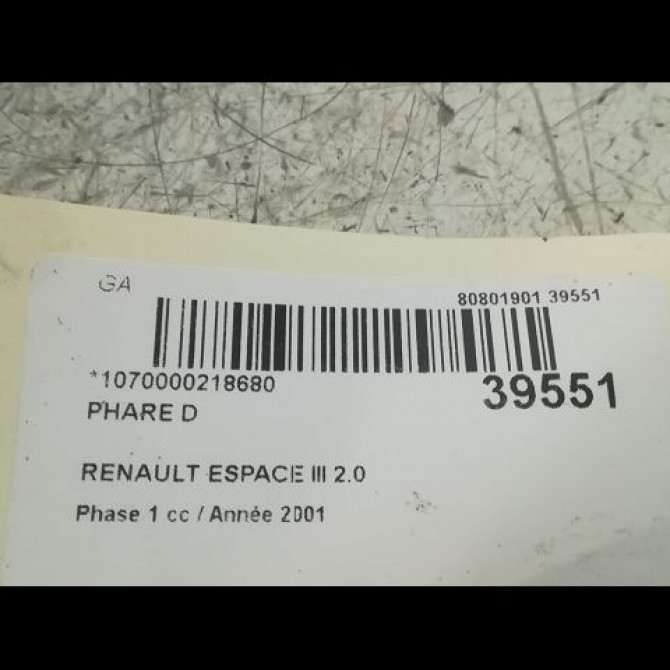 GA
80801901 39551
*1070000218680
39551
PHARE D
RENAULT ESPACE III 2.0
Phase 1 cc / Année 2001